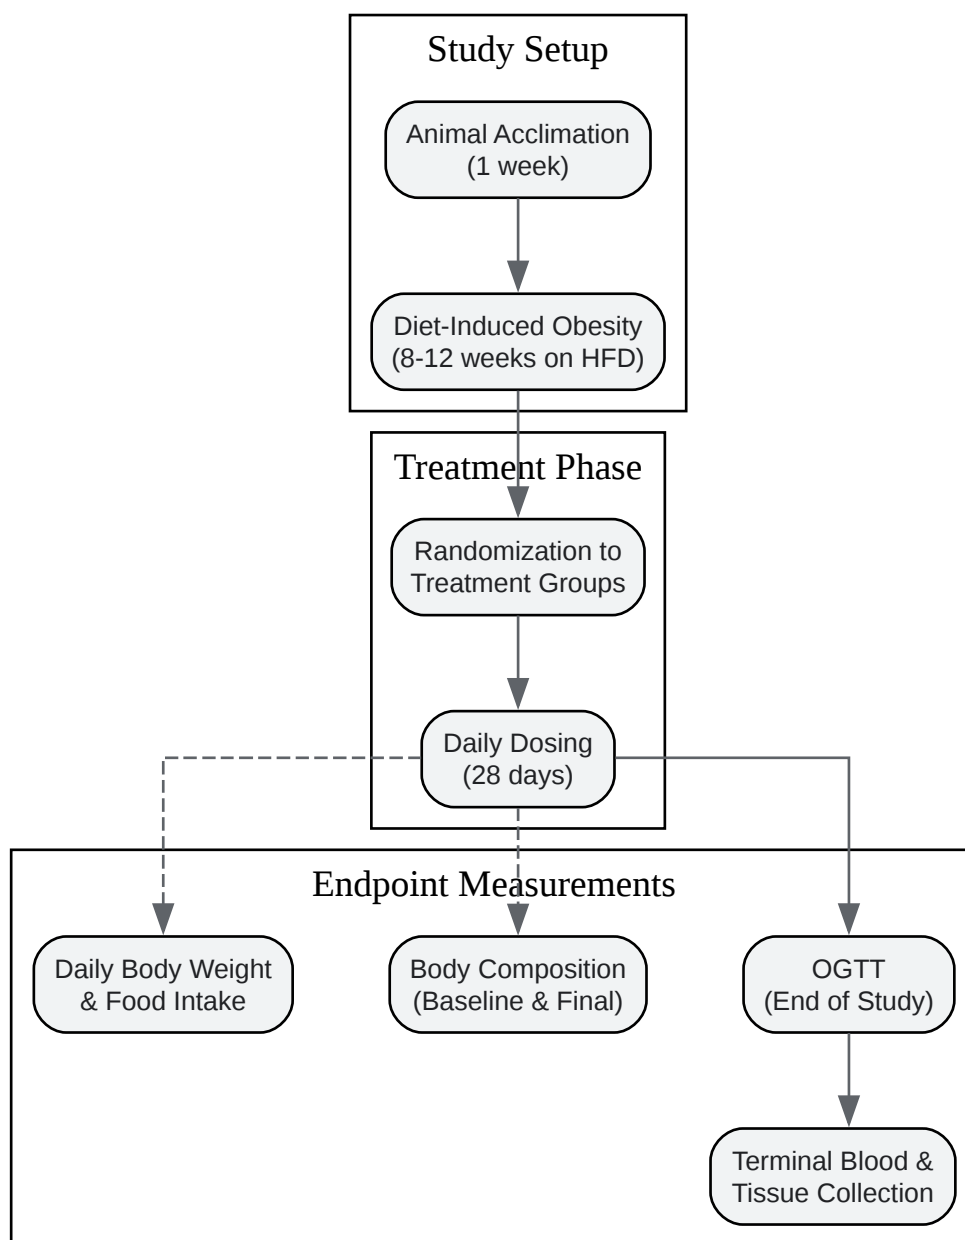 Study Setup
Animal Acclimation
(1 week)
Diet-Induced Obesity
(8-12 weeks on HFD)
Treatment Phase
Randomization to
Treatment Groups
Daily Dosing
(28 days)
Endpoint Measurements
Daily Body Weight
& Food Intake
Body Composition
(Baseline & Final)
OGTT
(End of Study)
Terminal Blood &
Tissue Collection